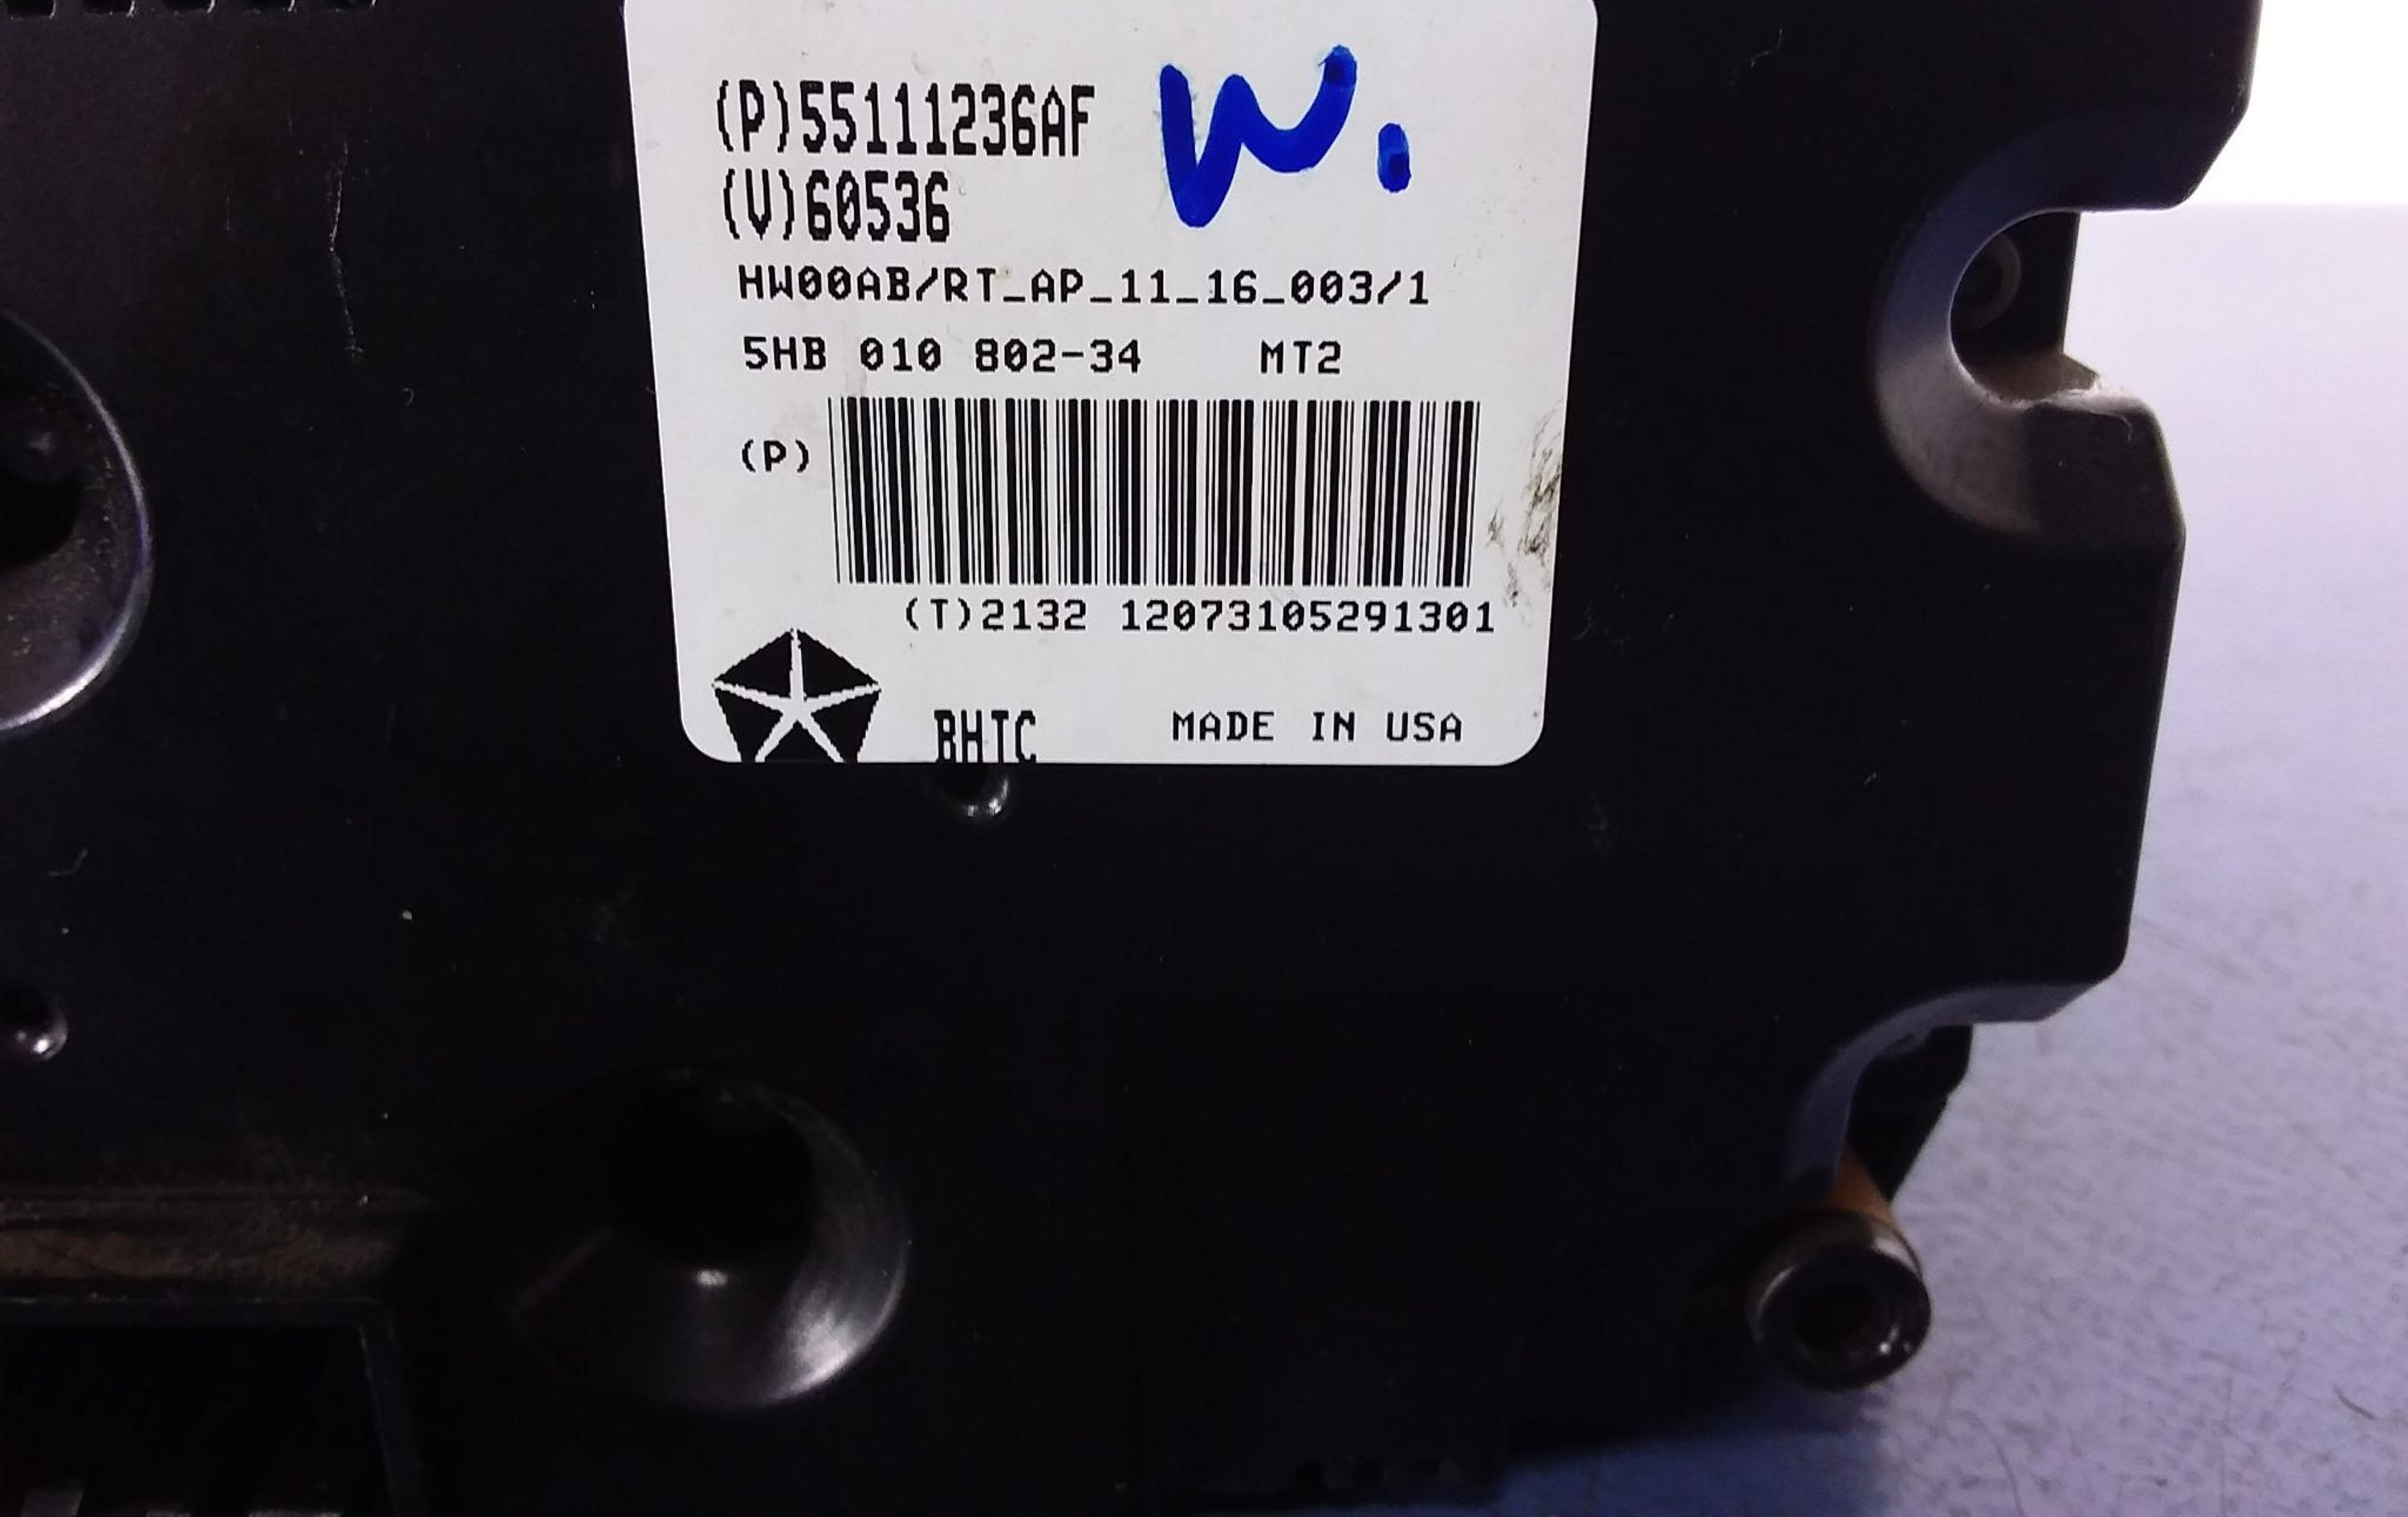 (P)55111236AF W.
(V)60536
HW00AB/RT_AP_11_16_003/1
5HB 010 802-34 MT2
(P)
(T)2132 12073105291301
BHTC MADE IN USA